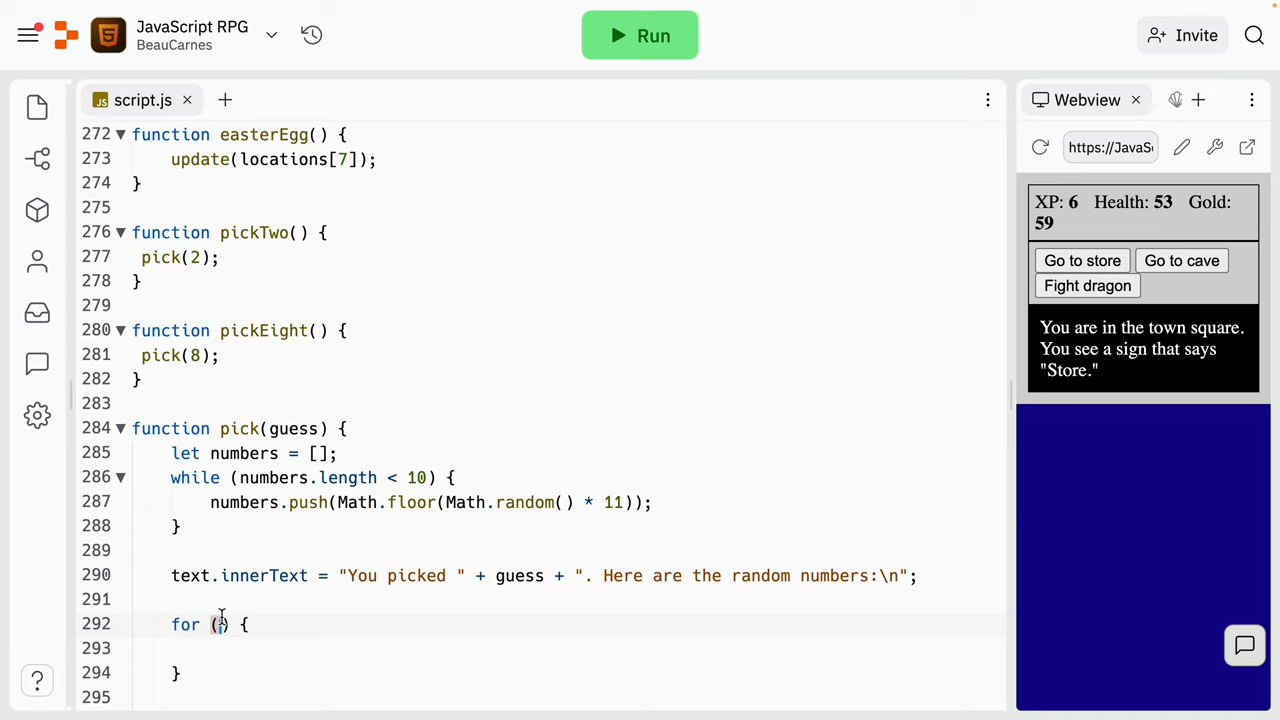 JavaScript RPG
BeauCarnes
Run
Invite
JS script.js
Webview
https://JavaS
272 function easterEgg() {
273     update(locations[7]);
274 }
275
276 function pickTwo() {
277  pick(2);
278 }
279
280 function pickEight() {
281  pick(8);
282 }
283
284 function pick(guess) {
285     let numbers = [];
286     while (numbers.length < 10) {
287         numbers.push(Math.floor(Math.random() * 11));
288     }
289
290     text.innerText = "You picked " + guess + ". Here are the random numbers:\n";
291
292     for () {
293
294     }
295
XP: 6 Health: 53 Gold:
59
Go to store Go to cave
Fight dragon
You are in the town square.
You see a sign that says
"Store."
?